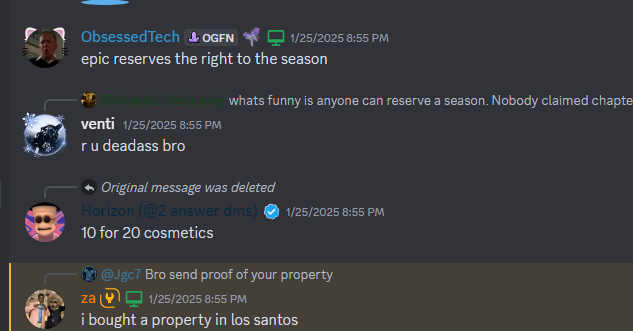 ObsessedTech OGFN 1/25/2025 8:55 PM
epic reserves the right to the season
whats funny is anyone can reserve a season. Nobody claimed chapte
venti 1/25/2025 8:55 PM
r u deadass bro
Original message was deleted
Horizon (@2 answer dms) 1/25/2025 8:55 PM
10 for 20 cosmetics
@Jgc7 Bro send proof of your property
za 1/25/2025 8:55 PM
i bought a property in los santos